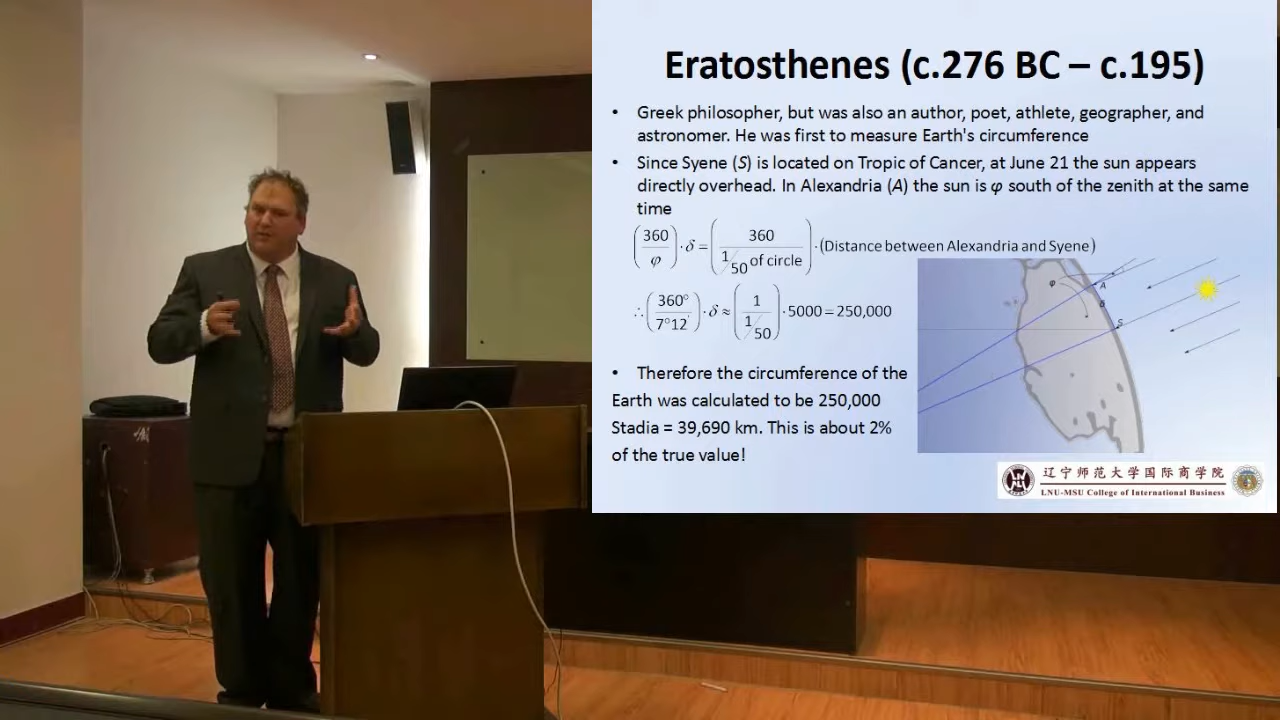 Eratosthenes (c.276 BC – c.195)
• Greek philosopher, but was also an author, poet, athlete, geographer, and
astronomer. He was first to measure Earth's circumference
• Since Syene (S) is located on Tropic of Cancer, at June 21 the sun appears
directly overhead. In Alexandria (A) the sun is φ south of the zenith at the same
time
(360/φ) · δ = (360 / 1/50 of circle) · (Distance between Alexandria and Syene)
∴ (360° / 7°12') · δ ≈ (1 / 1/50) · 5000 = 250,000
φ
A
δ
S
• Therefore the circumference of the
Earth was calculated to be 250,000
Stadia = 39,690 km. This is about 2%
of the true value!
辽宁师范大学国际商学院
LNU-MSU College of International Business